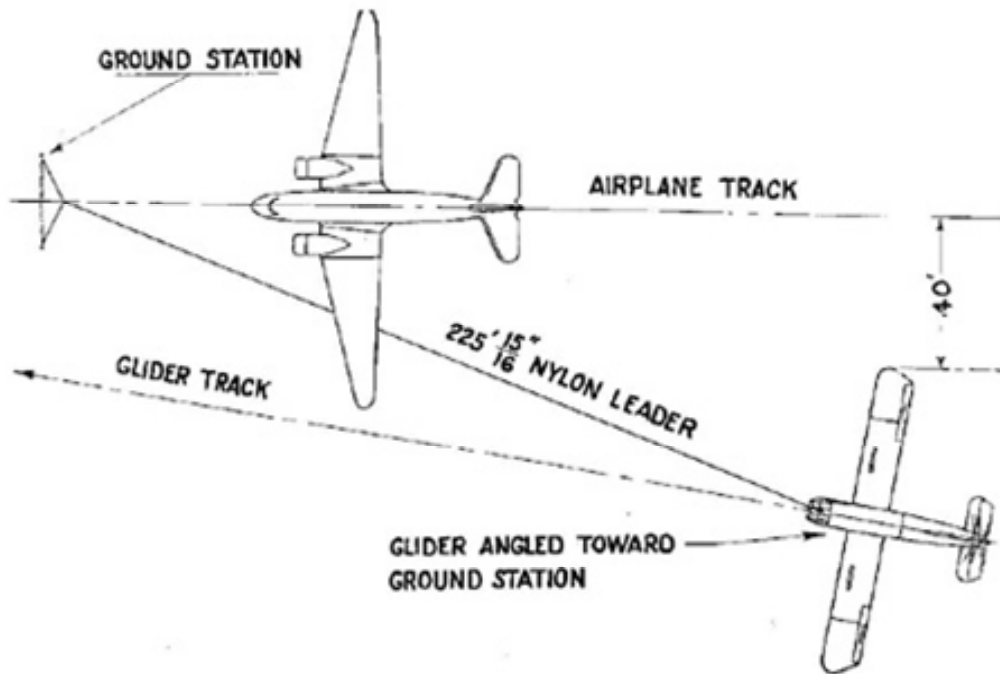 GROUND STATION
AIRPLANE TRACK
40'
225' 15/16" NYLON LEADER
GLIDER TRACK
GLIDER ANGLED TOWARD
GROUND STATION